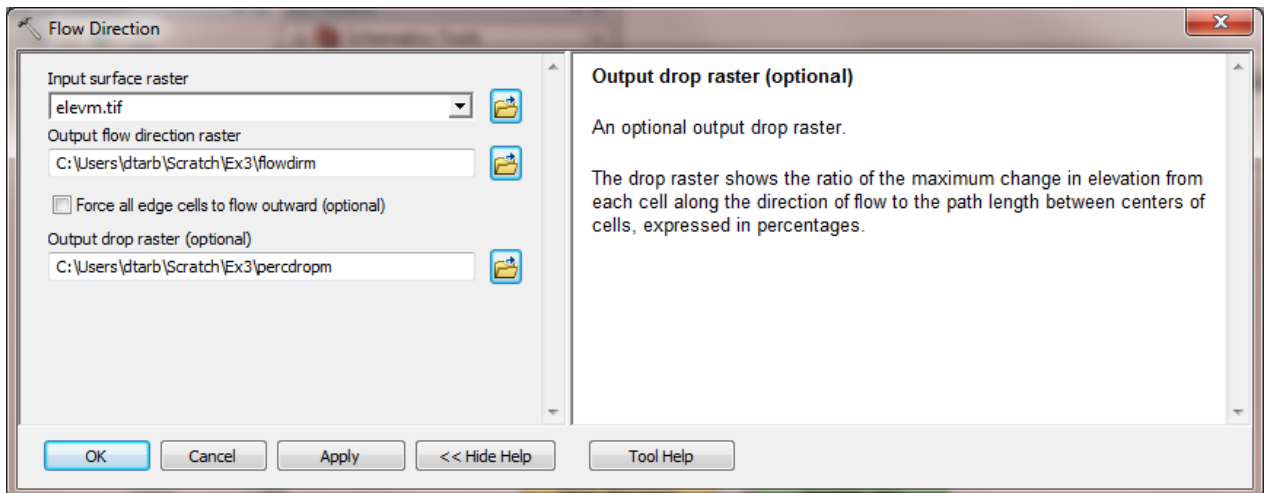 Flow Direction
Schematics Tools
Input surface raster
elevm.tif
Output flow direction raster
C:\Users\dtarb\Scratch\Ex3\flowdirm
Force all edge cells to flow outward (optional)
Output drop raster (optional)
C:\Users\dtarb\Scratch\Ex3\percdropm
Output drop raster (optional)
An optional output drop raster.
The drop raster shows the ratio of the maximum change in elevation from
each cell along the direction of flow to the path length between centers of
cells, expressed in percentages.
OK
Cancel
Apply
<< Hide Help
Tool Help